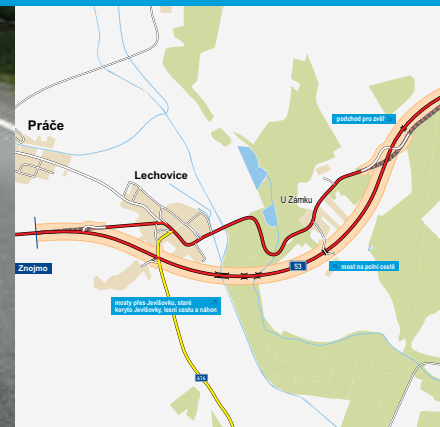 podchod pro zvěř
Práče
Lechovice
U Zámku
Znojmo
53
most na polní cestě
mosty přes Jevišovku, staré
koryto Jevišovky, lesní cestu a náhon
414